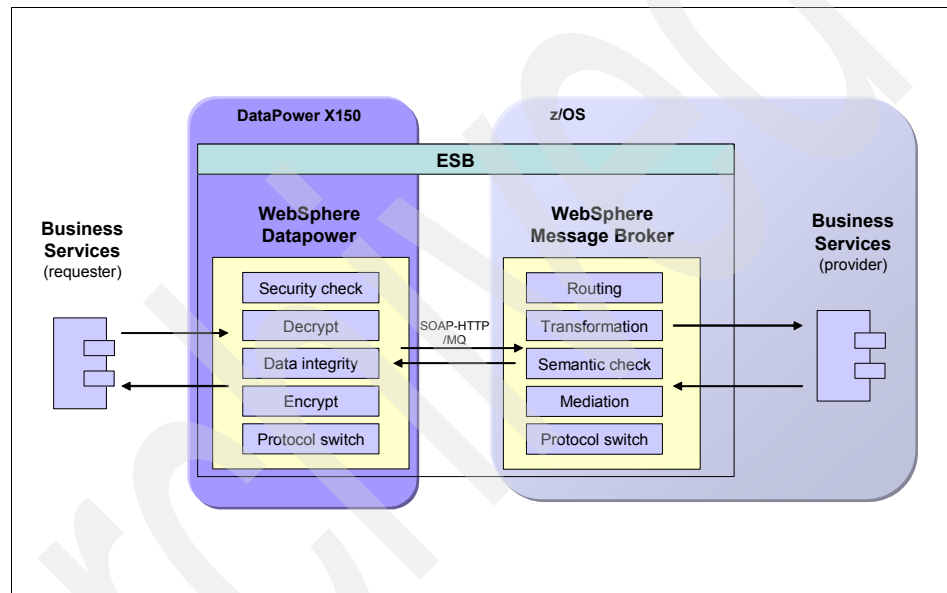 DataPower X150
z/OS
ESB
WebSphere
Datapower
WebSphere
Message Broker
Business
Services
(requester)
Business
Services
(provider)
Security check
Decrypt
Data integrity
Encrypt
Protocol switch
SOAP-HTTP
/MQ
Routing
Transformation
Semantic check
Mediation
Protocol switch
rchived